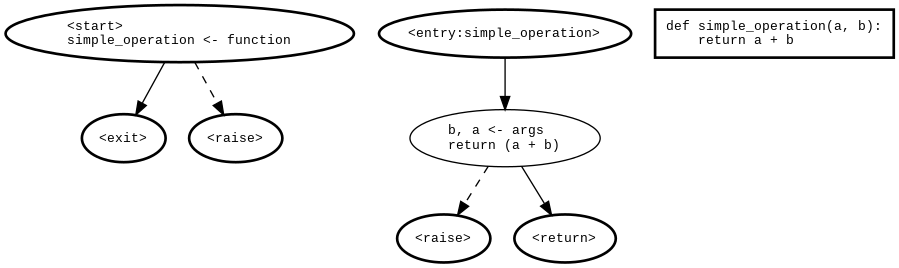 <start>
simple_operation <- function
<exit>
<raise>
<entry:simple_operation>
b, a <- args
return (a + b)
<raise>
<return>
def simple_operation(a, b):
    return a + b